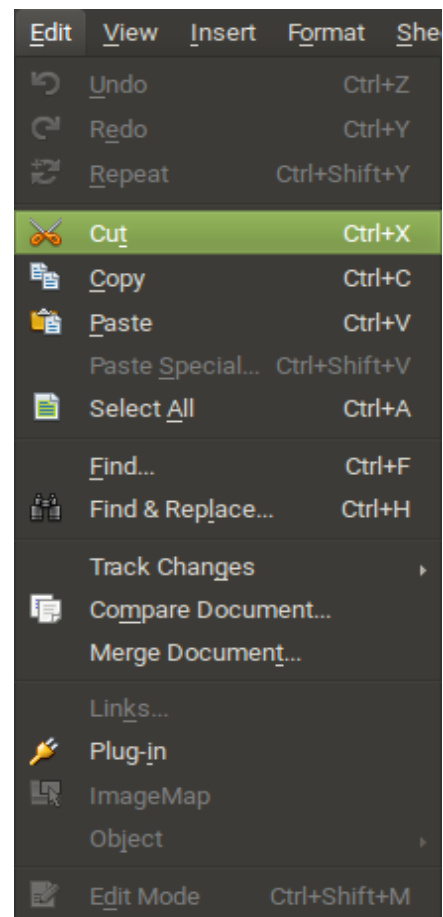 Edit View Insert Format She
Undo Ctrl+Z
Redo Ctrl+Y
Repeat Ctrl+Shift+Y
Cut Ctrl+X
Copy Ctrl+C
Paste Ctrl+V
Paste Special... Ctrl+Shift+V
Select All Ctrl+A
Find... Ctrl+F
Find & Replace... Ctrl+H
Track Changes
Compare Document...
Merge Document...
Links...
Plug-in
ImageMap
Object
Edit Mode Ctrl+Shift+M